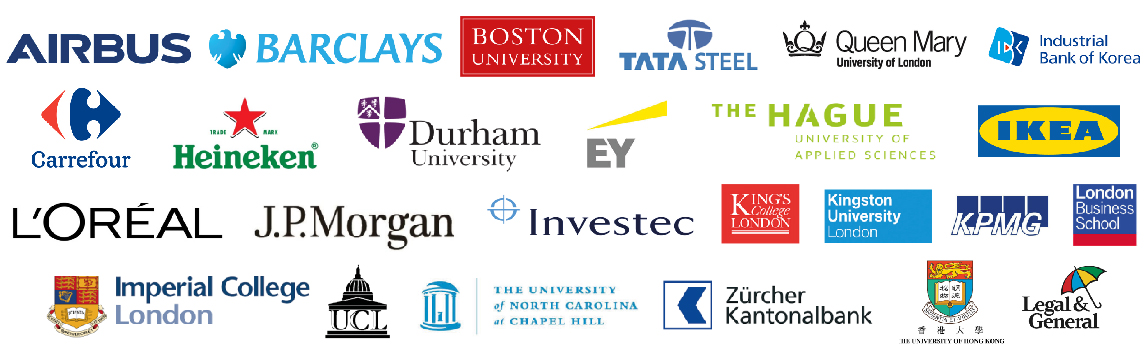 AIRBUS
BARCLAYS
BOSTON
UNIVERSITY
TATA STEEL
Queen Mary
University of London
Industrial
Bank of Korea
Carrefour
TRADE MARK
Heineken®
Durham
University
EY
THE HAGUE
UNIVERSITY OF
APPLIED SCIENCES
IKEA
L'ORÉAL
J.P.Morgan
Investec
KING'S
College
LONDON
Kingston
University
London
KPMG
London
Business
School
Imperial College
London
UCL
THE UNIVERSITY
of NORTH CAROLINA
at CHAPEL HILL
Zürcher
Kantonalbank
香港大學
THE UNIVERSITY OF HONG KONG
Legal &
General